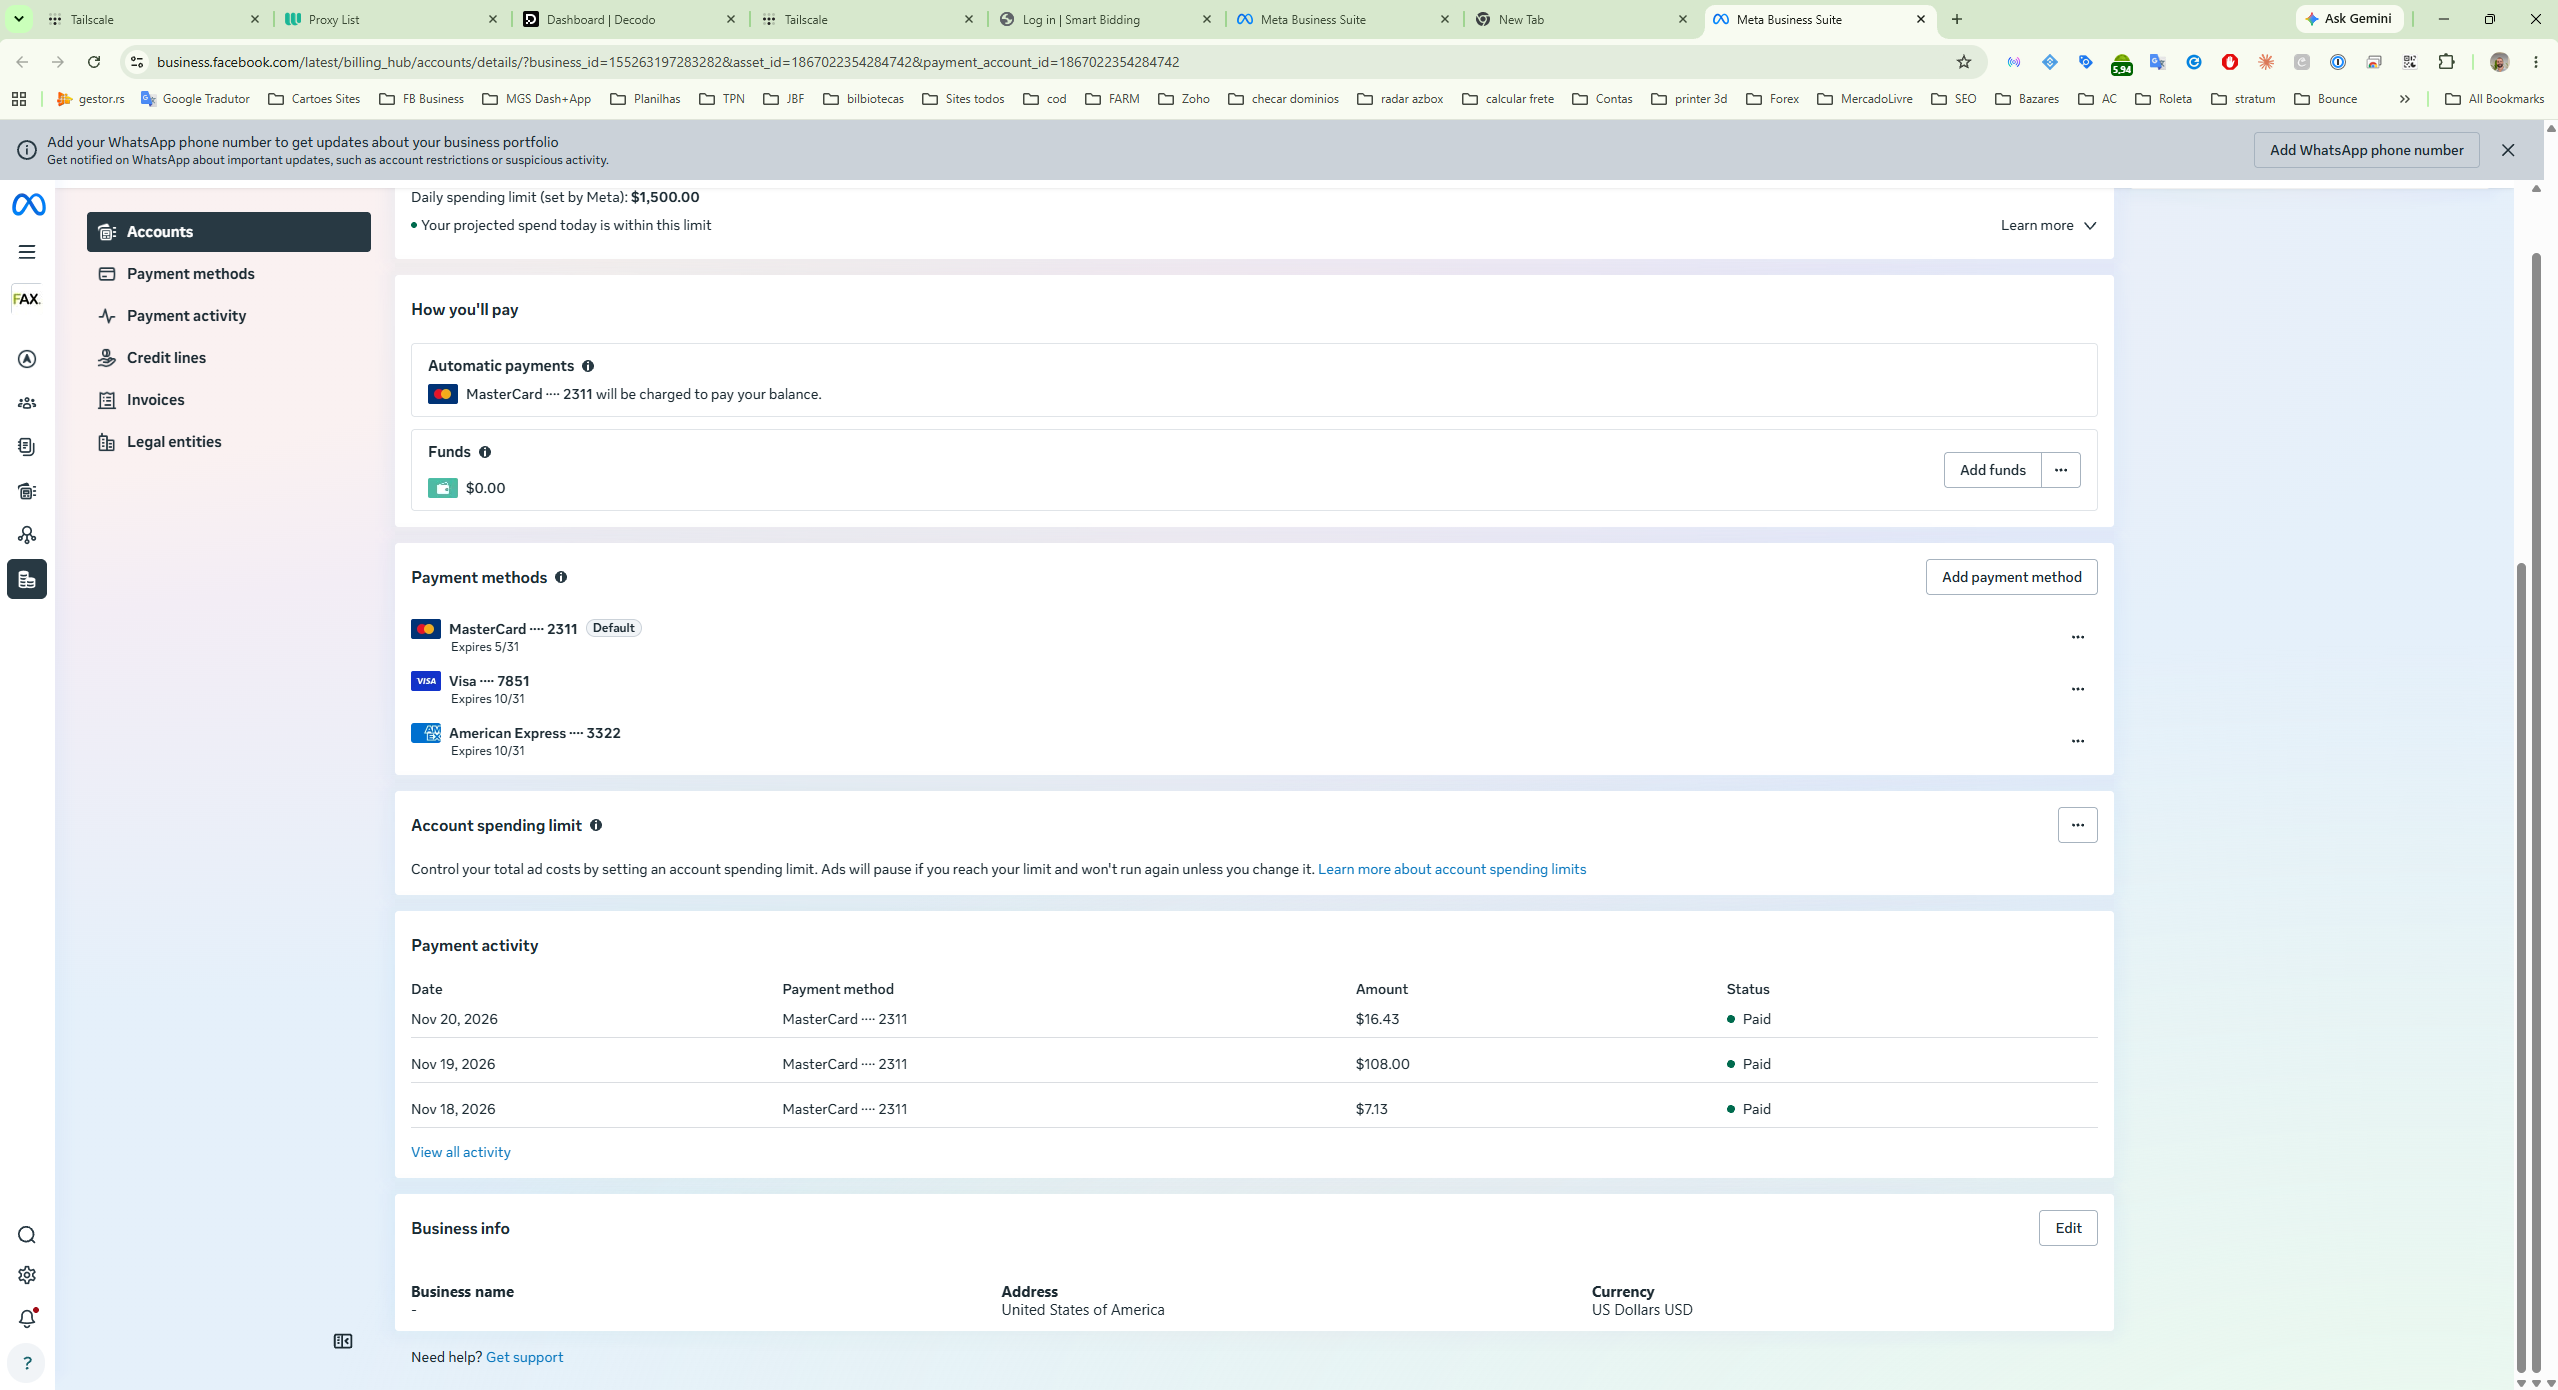 Tailscale
Proxy List
Dashboard | Decodo
Tailscale
Log in | Smart Bidding
Meta Business Suite
New Tab
Meta Business Suite
Ask Gemini
business.facebook.com/latest/billing_hub/accounts/details/?business_id=155263197283282&asset_id=1867022354284742&payment_account_id=1867022354284742
5,94
gestor.rs
Google Tradutor
Cartoes Sites
FB Business
MGS Dash+App
Planilhas
TPN
JBF
bilbiotecas
Sites todos
cod
FARM
Zoho
checar dominios
radar azbox
calcular frete
Contas
printer 3d
Forex
MercadoLivre
SEO
Bazares
AC
Roleta
stratum
Bounce
All Bookmarks
Add your WhatsApp phone number to get updates about your business portfolio
Get notified on WhatsApp about important updates, such as account restrictions or suspicious activity.
Add WhatsApp phone number
FAX.
Accounts
Payment methods
Payment activity
Credit lines
Invoices
Legal entities
Daily spending limit (set by Meta): $1,500.00
Your projected spend today is within this limit
Learn more
How you'll pay
Automatic payments
MasterCard ···· 2311 will be charged to pay your balance.
Funds
$0.00
Add funds
Payment methods
Add payment method
MasterCard ···· 2311 Default
Expires 5/31
VISA
Visa ···· 7851
Expires 10/31
AM
EX
American Express ···· 3322
Expires 10/31
Account spending limit
Control your total ad costs by setting an account spending limit. Ads will pause if you reach your limit and won't run again unless you change it. Learn more about account spending limits
Payment activity
Date Payment method Amount Status
Nov 20, 2026 MasterCard ···· 2311 $16.43 Paid
Nov 19, 2026 MasterCard ···· 2311 $108.00 Paid
Nov 18, 2026 MasterCard ···· 2311 $7.13 Paid
View all activity
Business info
Edit
Business name Address Currency
- United States of America US Dollars USD
Need help? Get support